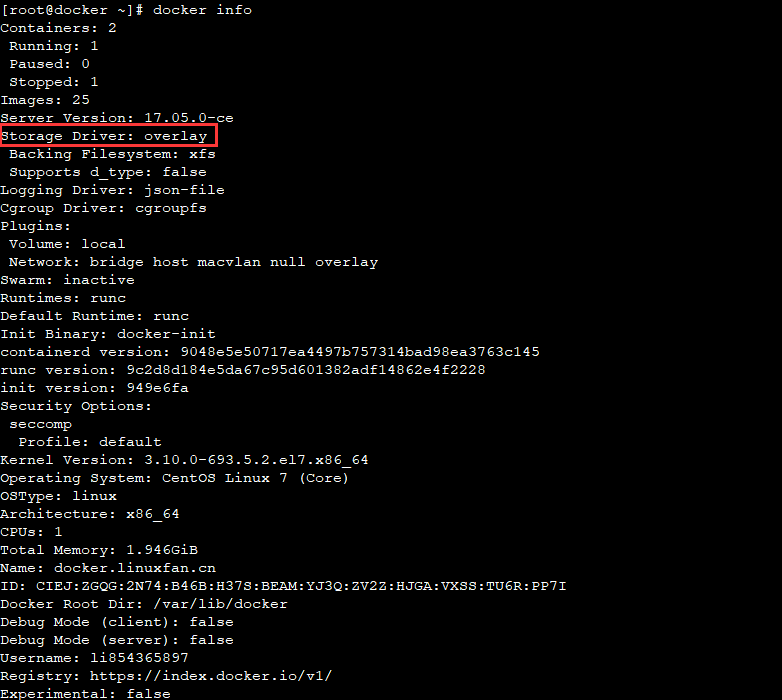 [root@docker ~]# docker info
Containers: 2
 Running: 1
 Paused: 0
 Stopped: 1
Images: 25
Server Version: 17.05.0-ce
Storage Driver: overlay
 Backing Filesystem: xfs
 Supports d_type: false
Logging Driver: json-file
Cgroup Driver: cgroupfs
Plugins:
 Volume: local
 Network: bridge host macvlan null overlay
Swarm: inactive
Runtimes: runc
Default Runtime: runc
Init Binary: docker-init
containerd version: 9048e5e50717ea4497b757314bad98ea3763c145
runc version: 9c2d8d184e5da67c95d601382adf14862e4f2228
init version: 949e6fa
Security Options:
 seccomp
  Profile: default
Kernel Version: 3.10.0-693.5.2.el7.x86_64
Operating System: CentOS Linux 7 (Core)
OSType: linux
Architecture: x86_64
CPUs: 1
Total Memory: 1.946GiB
Name: docker.linuxfan.cn
ID: CIEJ:ZGQG:2N74:B46B:H37S:BEAM:YJ3Q:ZV2Z:HJGA:VXSS:TU6R:PP7I
Docker Root Dir: /var/lib/docker
Debug Mode (client): false
Debug Mode (server): false
Username: li854365897
Registry: https://index.docker.io/v1/
Experimental: false